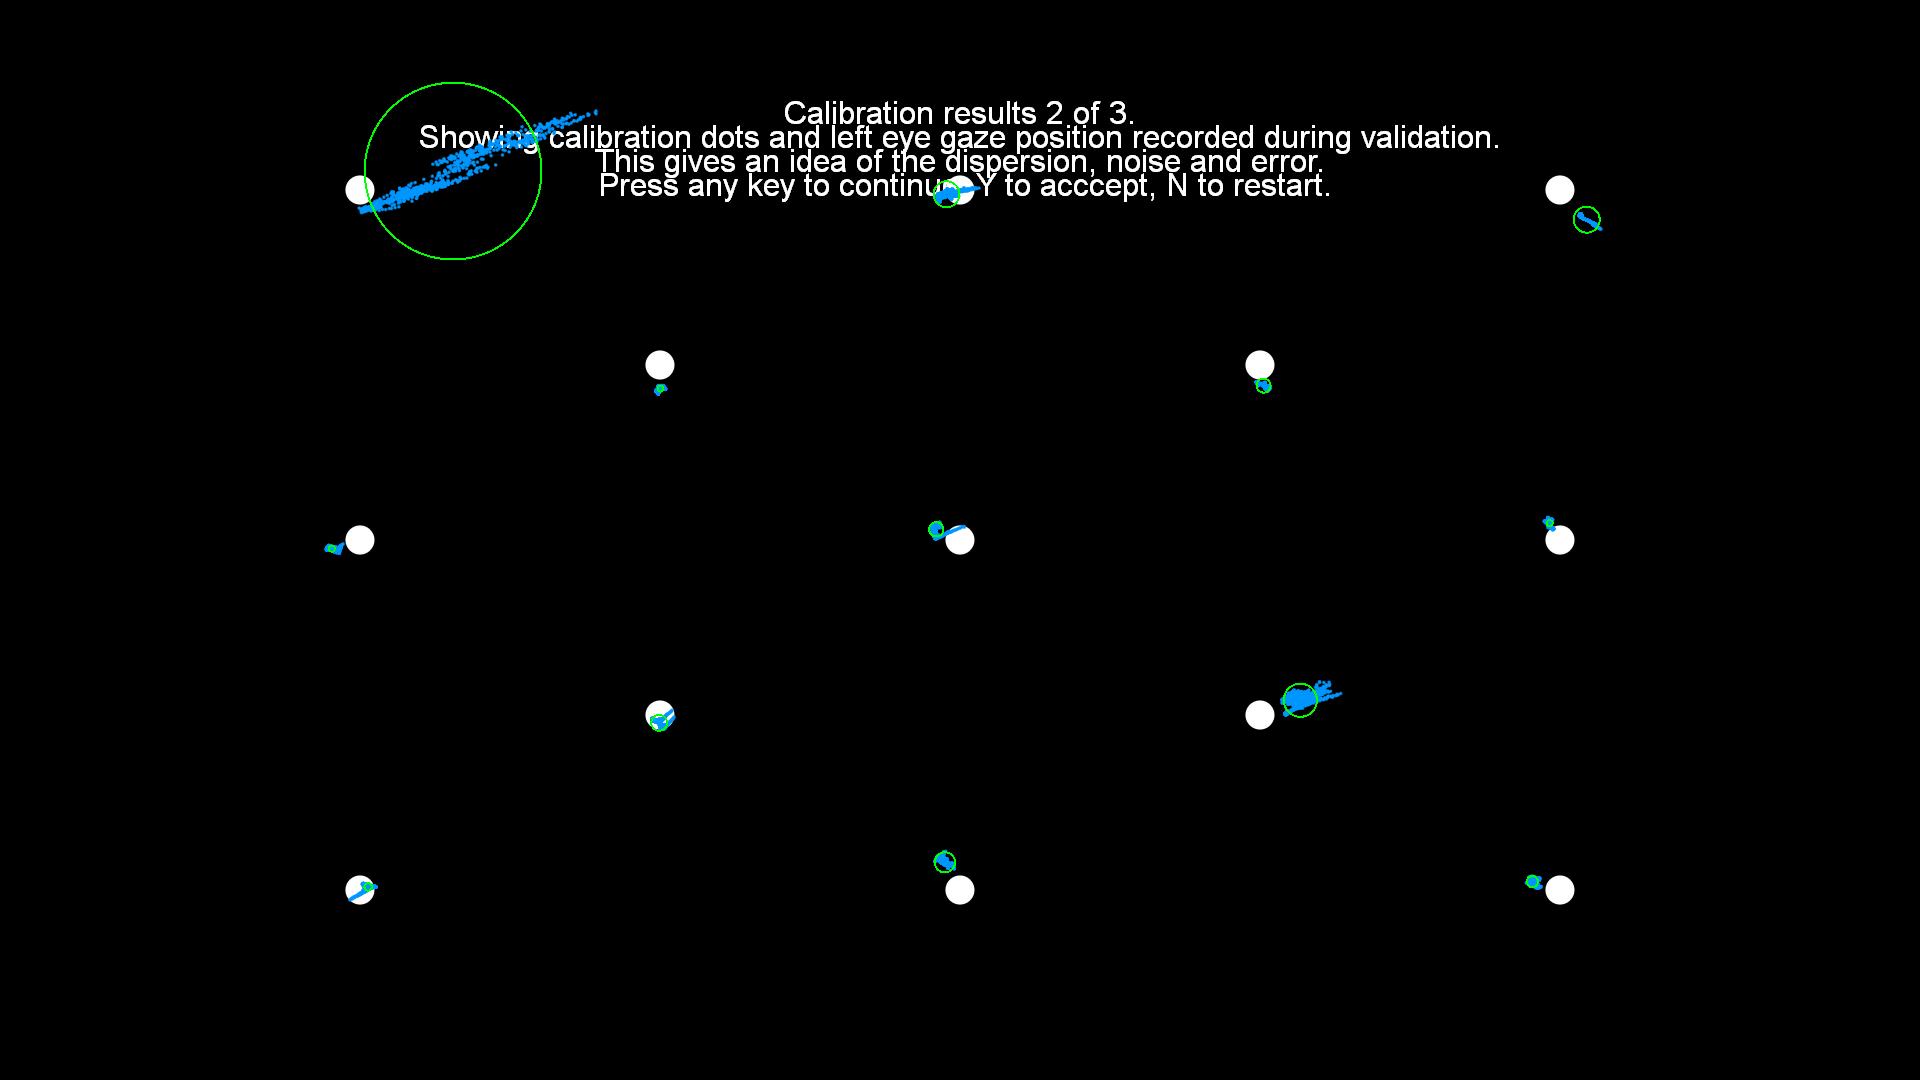 Calibration results 2 of 3.
Showing calibration dots and left eye gaze position recorded during validation.
This gives an idea of the dispersion, noise and error.
Press any key to continue, Y to acccept, N to restart.